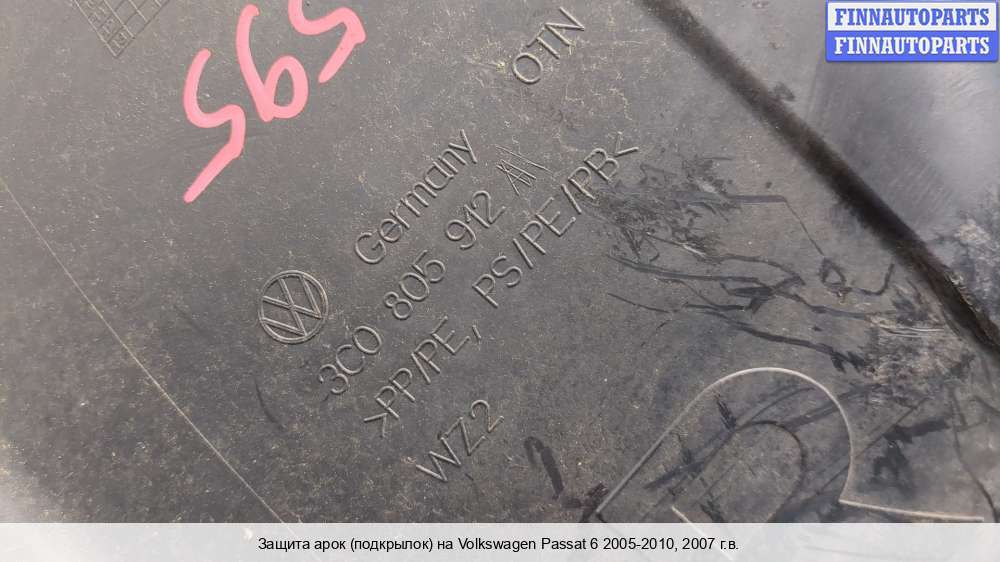 FINNAUTOPARTS
FINNAUTOPARTS
595
OTN
Germany
3C0 805 912
>PP/PE, PS/PE/PB<
WZ2
Защита арок (подкрылок) на Volkswagen Passat 6 2005-2010, 2007 г.в.